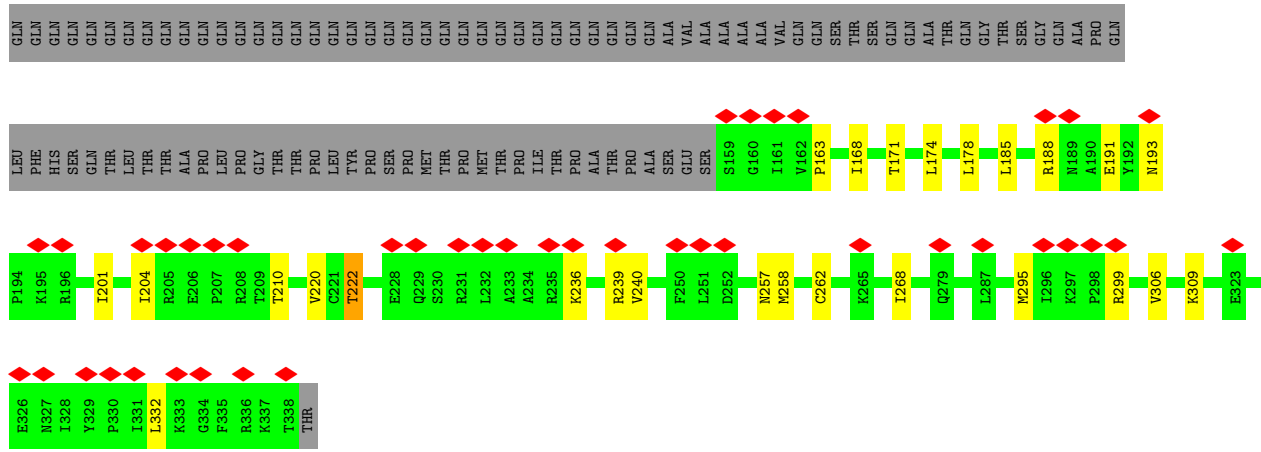 GLN GLN GLN GLN GLN GLN GLN GLN GLN GLN GLN GLN GLN GLN GLN GLN GLN GLN GLN GLN GLN GLN GLN GLN GLN GLN GLN GLN GLN GLN GLN GLN GLN GLN GLN ALA VAL ALA ALA ALA ALA VAL GLN GLN SER THR SER GLN GLN ALA THR GLN GLY THR SER GLY GLN ALA PRO GLN
LEU PHE HIS SER GLN THR LEU THR THR ALA PRO LEU PRO GLY THR THR PRO LEU TYR PRO SER PRO MET THR PRO MET THR PRO ILE THR PRO ALA THR PRO ALA SER GLU SER S159 G160 I161 V162 P163 I168 T171 L174 L178 L185 R188 N189 A190 E191 Y192 N193
P194 K195 R196 I201 I204 R205 E206 P207 R208 T209 T210 V220 C221 T222 E228 Q229 S230 R231 L232 A233 A234 R235 K236 R239 V240 F250 L251 D252 N257 M258 C262 K265 I268 Q279 L287 M295 I296 K297 P298 R299 V306 K309 E323
E326 N327 I328 Y329 P330 I331 L332 K333 G334 F335 R336 K337 T338 THR